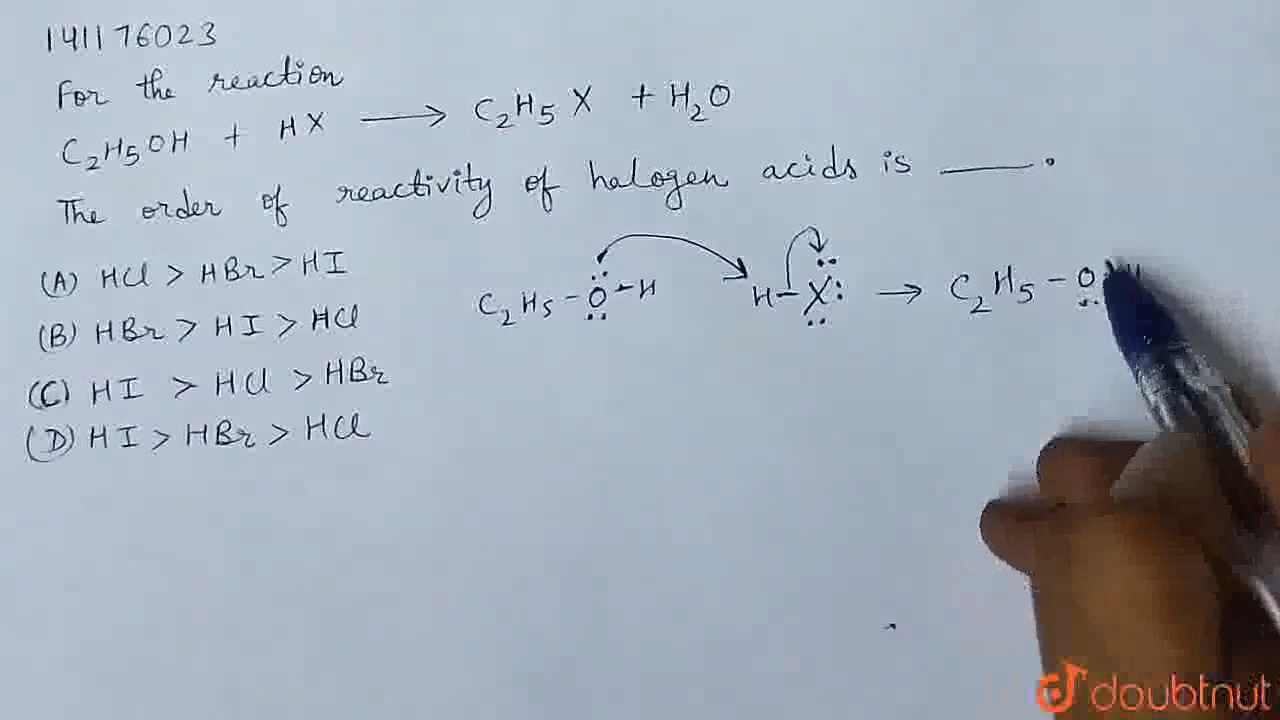 141176023
For the reaction
C₂H₅OH + HX ⟶ C₂H₅X + H₂O
The order of reactivity of halogen acids is ____.
(A) HCl > HBr > HI
(B) HBr > HI > HCl
(C) HI > HCl > HBr
(D) HI > HBr > HCl
C₂H₅-O-H H-X: → C₂H₅-O
doubtnut